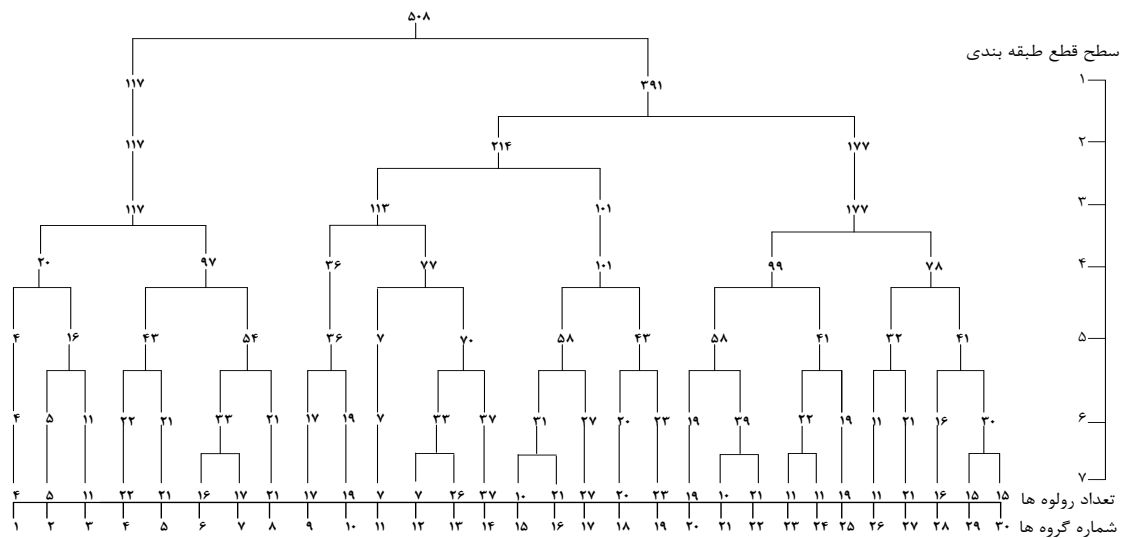 ۵۰۸
سطح قطع طبقه بندی
۱۱۷ ۳۹۱ ۱
۱۱۷ ۲۱۴ ۱۷۷ ۲
۱۱۷ ۱۱۳ ۱۰۱ ۱۷۷ ۳
۲۰ ۹۷ ۳۶ ۷۷ ۱۰۱ ۹۹ ۷۸ ۴
۴ ۱۶ ۴۳ ۵۴ ۳۶ ۷ ۷۰ ۵۸ ۴۳ ۵۸ ۴۱ ۳۲ ۴۱ ۵
۴ ۵ ۱۱ ۲۲ ۲۱ ۳۳ ۲۱ ۱۷ ۱۹ ۷ ۳۳ ۳۷ ۳۱ ۲۷ ۲۰ ۲۳ ۱۹ ۳۹ ۲۲ ۱۹ ۱۱ ۲۱ ۱۶ ۳۰ ۶
۷
۴ ۵ ۱۱ ۲۲ ۲۱ ۱۶ ۱۷ ۲۱ ۱۷ ۱۹ ۷ ۷ ۲۶ ۳۷ ۱۰ ۲۱ ۲۷ ۲۰ ۲۳ ۱۹ ۱۰ ۲۱ ۱۱ ۱۱ ۱۹ ۱۱ ۲۱ ۱۶ ۱۵ ۱۵ تعداد رولوه ها
۱ ۲ ۳ ۴ ۵ ۶ ۷ ۸ ۹ ۱۰ ۱۱ ۱۲ ۱۳ ۱۴ ۱۵ ۱۶ ۱۷ ۱۸ ۱۹ ۲۰ ۲۱ ۲۲ ۲۳ ۲۴ ۲۵ ۲۶ ۲۷ ۲۸ ۲۹ ۳۰ شماره گروه ها